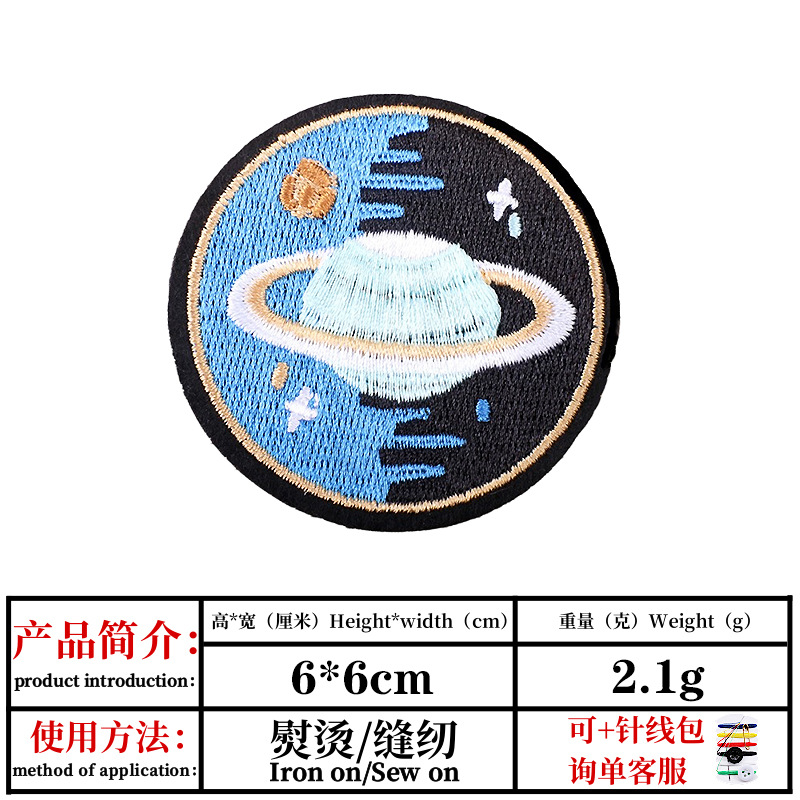 产品简介：
product introduction：
高*宽（厘米）Height*width（cm）
6*6cm
重量（克）Weight（g）
2.1g
使用方法：
method of application：
熨烫/缝纫
Iron on/Sew on
可+针线包
询单客服